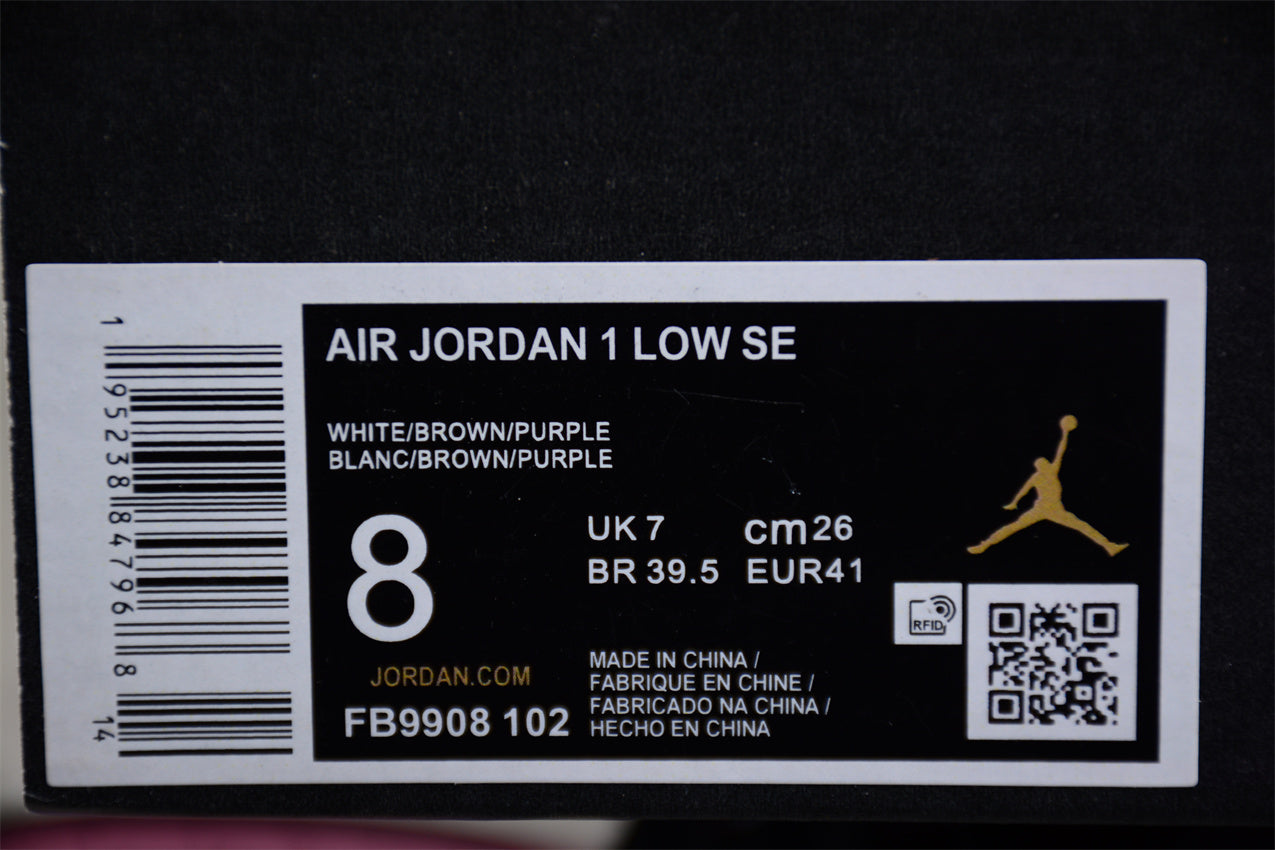 AIR JORDAN 1 LOW SE
WHITE/BROWN/PURPLE
BLANC/BROWN/PURPLE
8
UK 7 cm 26
BR 39.5 EUR41
JORDAN.COM
FB9908 102
MADE IN CHINA /
FABRIQUE EN CHINE /
FABRICADO NA CHINA /
HECHO EN CHINA
RFID
1 95238 84796 8
14